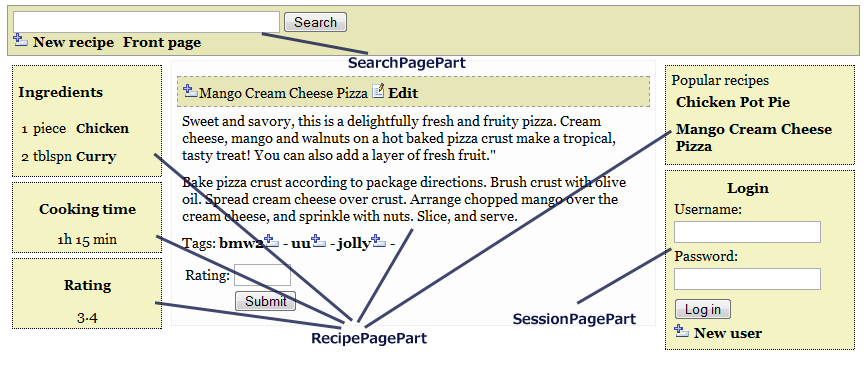 Search
New recipe Front page
SearchPagePart
Ingredients
1 piece Chicken
2 tblspn Curry
Cooking time
1h 15 min
Rating
3.4
Mango Cream Cheese Pizza Edit
Sweet and savory, this is a delightfully fresh and fruity pizza. Cream
cheese, mango and walnuts on a hot baked pizza crust make a tropical,
tasty treat! You can also add a layer of fresh fruit."
Bake pizza crust according to package directions. Brush crust with olive
oil. Spread cream cheese over crust. Arrange chopped mango over the
cream cheese, and sprinkle with nuts. Slice, and serve.
Tags: bmw2 - uu - jolly -
Rating:
Submit
RecipePagePart
Popular recipes
Chicken Pot Pie
Mango Cream Cheese
Pizza
Login
Username:
Password:
Log in
New user
SessionPagePart